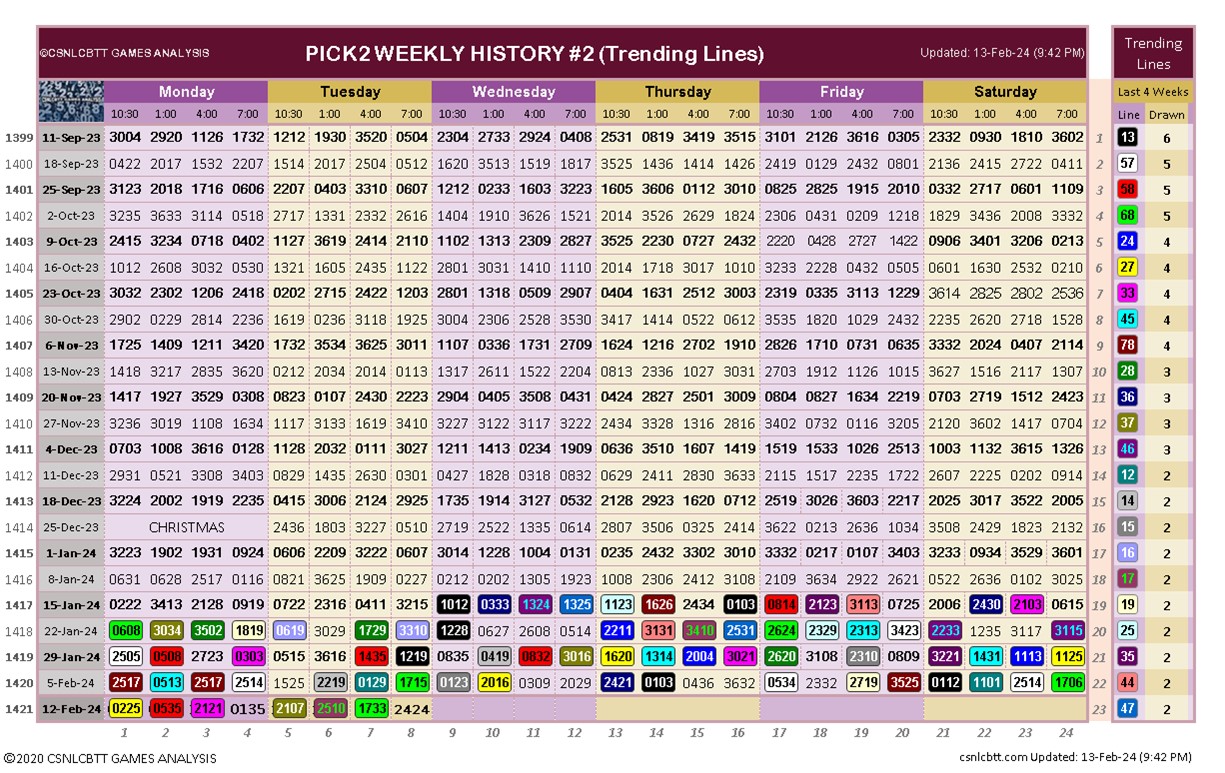 ©CSNLCBTT GAMES ANALYSIS PICK2 WEEKLY HISTORY #2 (Trending Lines) Updated: 13-Feb-24 (9:42 PM) Trending
Lines
Monday Tuesday Wednesday Thursday Friday Saturday Last 4 Weeks
10:30 1:00 4:00 7:00 10:30 1:00 4:00 7:00 10:30 1:00 4:00 7:00 10:30 1:00 4:00 7:00 10:30 1:00 4:00 7:00 10:30 1:00 4:00 7:00 Line Drawn
1399 11-Sep-23 3004 2920 1126 1732 1212 1930 3520 0504 2304 2733 2924 0408 2531 0819 3419 3515 3101 2126 3616 0305 2332 0930 1810 3602 1 13 6
1400 18-Sep-23 0422 2017 1532 2207 1514 2017 2504 0512 1620 3513 1519 1817 3525 1436 1414 1426 2419 0129 2432 0801 2136 2415 2722 0411 2 57 5
1401 25-Sep-23 3123 2018 1716 0606 2207 0403 3310 0607 1212 0233 1603 3223 1605 3606 0112 3010 0825 2825 1915 2010 0332 2717 0601 1109 3 58 5
1402 2-Oct-23 3235 3633 3114 0518 2717 1331 2332 2616 1404 1910 3626 1521 2014 3526 2629 1824 2306 0431 0209 1218 1829 3436 2008 3332 4 68 5
1403 9-Oct-23 2415 3234 0718 0402 1127 3619 2414 2110 1102 1313 2309 2827 3525 2230 0727 2432 2220 0428 2727 1422 0906 3401 3206 0213 5 24 4
1404 16-Oct-23 1012 2608 3032 0530 1321 1605 2435 1122 2801 3031 1410 1110 2014 1718 3017 1010 3233 2228 0432 0505 0601 1630 2532 0210 6 27 4
1405 23-Oct-23 3032 2302 1206 2418 0202 2715 2422 1203 2801 1318 0509 2907 0404 1631 2512 3003 2319 0335 3113 1229 3614 2825 2802 2536 7 33 4
1406 30-Oct-23 2902 0229 2814 2236 1619 0236 3118 1925 3004 2306 2528 3530 3417 1414 0522 0612 3535 1820 1029 2432 2235 2620 2718 1528 8 45 4
1407 6-Nov-23 1725 1409 1211 3420 1732 3534 3625 3011 1107 0336 1731 2709 1624 1216 2702 1910 2826 1710 0731 0635 3332 2024 0407 2114 9 78 4
1408 13-Nov-23 1418 3217 2835 3620 0212 2034 2014 0113 1317 2611 1522 2204 0813 2336 1027 3031 2703 1912 1126 1015 3627 1516 2117 1307 10 28 3
1409 20-Nov-23 1417 1927 3529 0308 0823 0107 2430 2223 2904 0405 3508 0431 0424 2827 2501 3009 0804 0827 1634 2219 0703 2719 1512 2423 11 36 3
1410 27-Nov-23 3236 3019 1108 1634 1117 3133 1619 3410 3227 3122 3117 3222 2434 3328 1316 2816 3402 0732 0116 3205 2120 3602 1417 0704 12 37 3
1411 4-Dec-23 0703 1008 3616 0128 1128 2032 0111 3027 1211 1413 0234 1909 0636 3510 1607 1419 1519 1533 1026 2513 1003 1132 3615 1326 13 46 3
1412 11-Dec-23 2931 0521 3308 3403 0829 1435 2630 0301 0427 1828 0318 0832 0629 2411 2830 3633 2115 1517 2235 1722 2607 2225 0202 0914 14 12 2
1413 18-Dec-23 3224 2002 1919 2235 0415 3006 2124 2925 1735 1914 3127 0532 2128 2923 1620 0712 2519 3026 3603 2217 2025 3017 3522 2005 15 14 2
1414 25-Dec-23 CHRISTMAS 2436 1803 3227 0510 2719 2522 1335 0614 2807 3506 0325 2414 3622 0213 2636 1034 3508 2429 1823 2132 16 15 2
1415 1-Jan-24 3223 1902 1931 0924 0606 2209 3222 0607 3014 1228 1004 0131 0235 2432 3302 3010 3332 0217 0107 3403 3233 0934 3529 3601 17 16 2
1416 8-Jan-24 0631 0628 2517 0116 0821 3625 1909 0227 0212 0202 1305 1923 1008 2306 2412 3108 2109 3634 2922 2621 0522 2636 0102 3025 18 17 2
1417 15-Jan-24 0222 3413 2128 0919 0722 2316 0411 3215 1012 0333 1324 1325 1123 1626 2434 0103 0814 2123 3113 0725 2006 2430 2103 0615 19 19 2
1418 22-Jan-24 0608 3034 3502 1819 0619 3029 1729 3310 1228 0627 2608 0514 2211 3131 3410 2531 2624 2329 2313 3423 2233 1235 3117 3115 20 25 2
1419 29-Jan-24 2505 0508 2723 0303 0515 3616 1435 1219 0835 0419 0832 3016 1620 1314 2004 3021 2620 3108 2310 0809 3221 1431 1113 1125 21 35 2
1420 5-Feb-24 2517 0513 2517 2514 1525 2219 0129 1715 0123 2016 0309 2029 2421 0103 0436 3632 0534 2332 2719 3525 0112 1101 2514 1706 22 44 2
1421 12-Feb-24 0225 0535 2121 0135 2107 2510 1733 2424 23 47 2
1 2 3 4 5 6 7 8 9 10 11 12 13 14 15 16 17 18 19 20 21 22 23 24
©2020 CSNLCBTT GAMES ANALYSIS csnlcbtt.com Updated: 13-Feb-24 (9:42 PM)